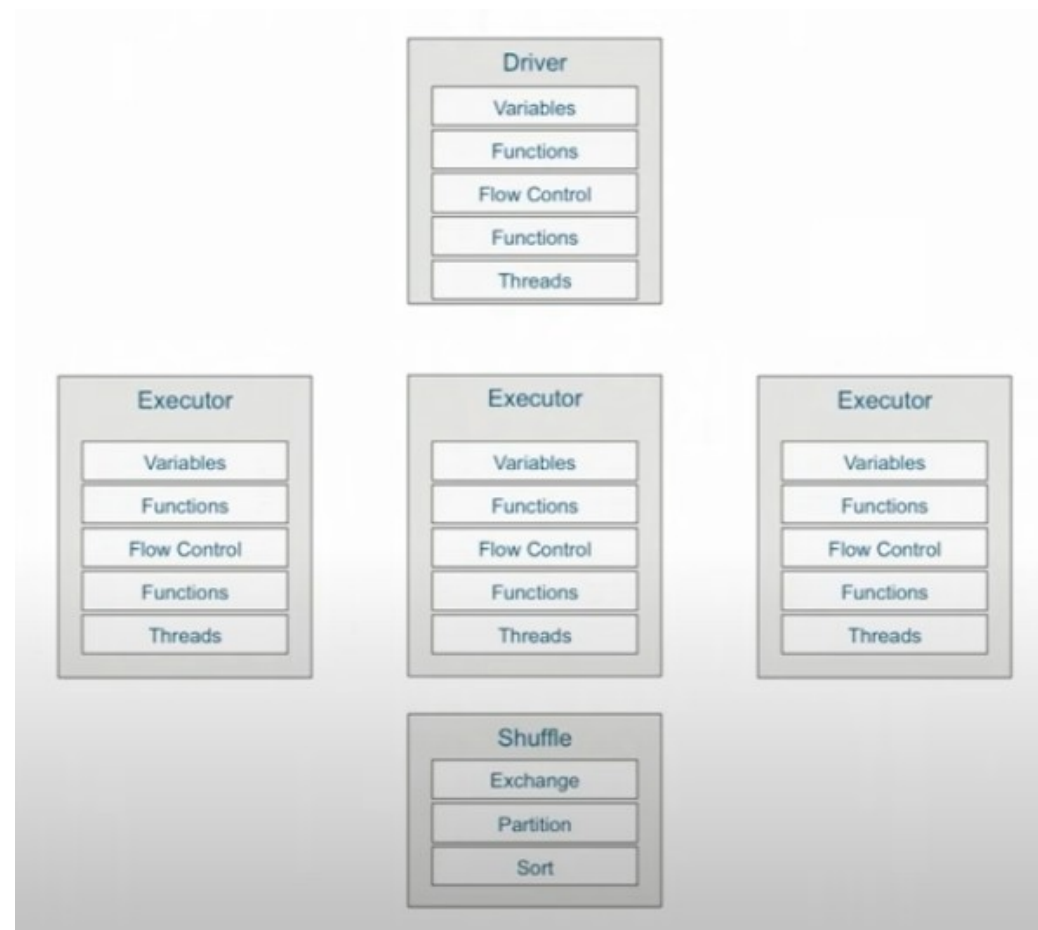 Driver
Variables
Functions
Flow Control
Functions
Threads
Executor
Variables
Functions
Flow Control
Functions
Threads
Executor
Variables
Functions
Flow Control
Functions
Threads
Executor
Variables
Functions
Flow Control
Functions
Threads
Shuffle
Exchange
Partition
Sort